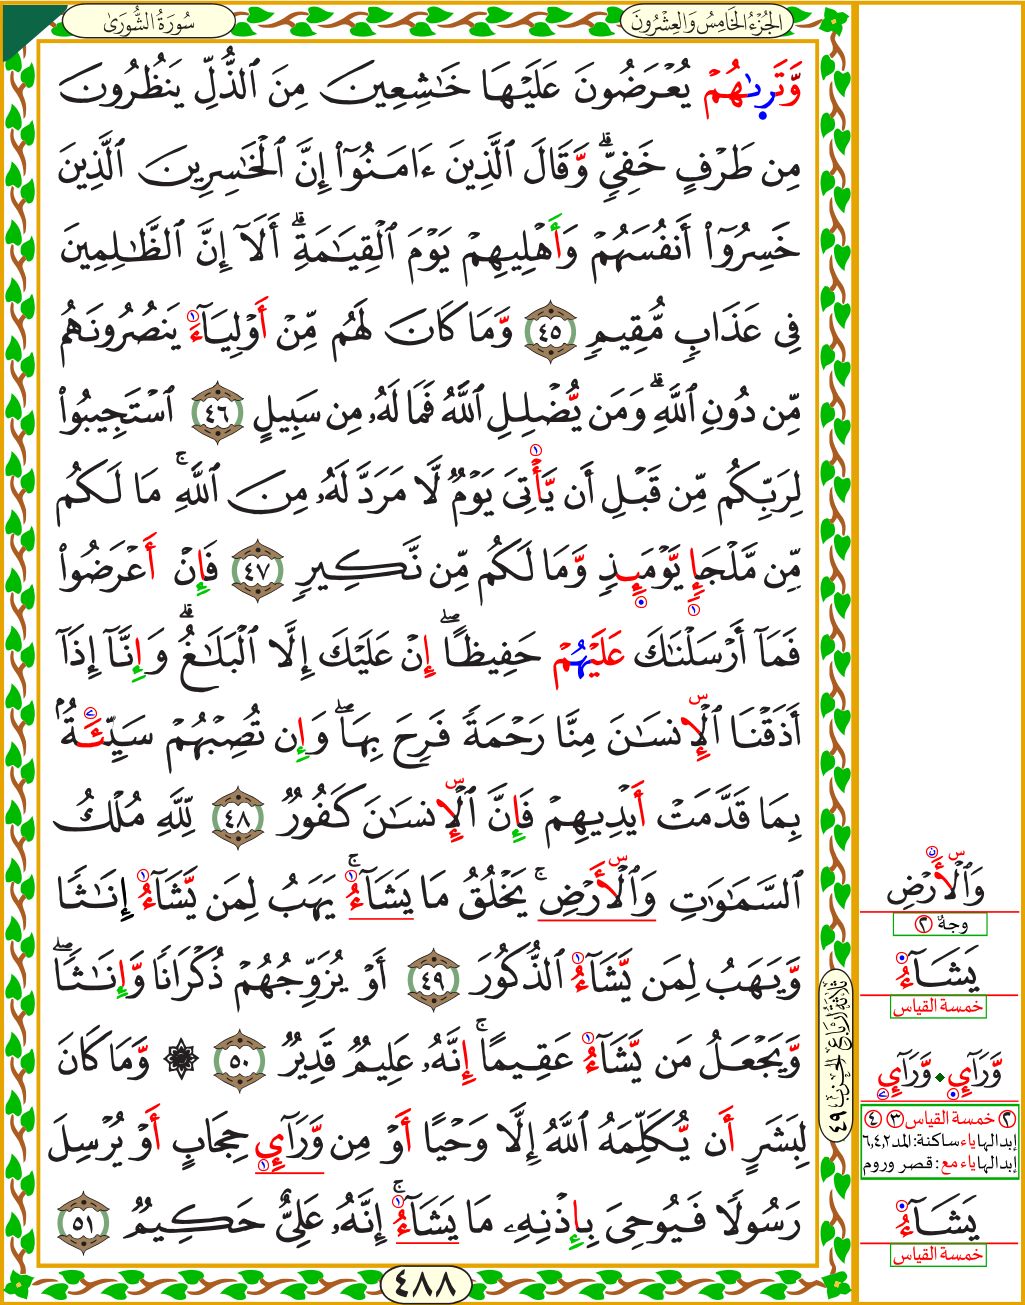 الجُزْءُ الخَامِسُ وَالعِشْرُونَ
سُورَةُ الشُّورَىٰ
وَّتَرِىٰهُمْ يُعْرَضُونَ عَلَيْهَا خَٰشِعِينَ مِنَ ٱلذُّلِّ يَنظُرُونَ
مِن طَرْفٍ خَفِيٍّۗ وَّقَالَ ٱلَّذِينَ ءَامَنُوٓا۟ إِنَّ ٱلْخَٰسِرِينَ ٱلَّذِينَ
خَسِرُوٓا۟ أَنفُسَهُمْ وَأَهْلِيهِمْ يَوْمَ ٱلْقِيَٰمَةِۗ أَلَآ إِنَّ ٱلظَّٰلِمِينَ
فِى عَذَابٍ مُّقِيمٍ ٤٥ وَّمَا كَانَ لَهُم مِّنْ أَوْلِيَآءَ يَنصُرُونَهُم
مِّن دُونِ ٱللَّهِۗ وَمَن يُّضْلِلِ ٱللَّهُ فَمَا لَهُۥ مِن سَبِيلٍ ٤٦ ٱسْتَجِيبُوا۟
لِرَبِّكُم مِّن قَبْلِ أَن يَّأْتِىَ يَوْمٌ لَّا مَرَدَّ لَهُۥ مِنَ ٱللَّهِۚ مَا لَكُم
مِّن مَّلْجَإٍ يَّوْمَئِذٍ وَّمَا لَكُم مِّن نَّكِيرٍ ٤٧ فَإِنْ أَعْرَضُوا۟
فَمَآ أَرْسَلْنَٰكَ عَلَيْهُمْ حَفِيظًاۖ إِنْ عَلَيْكَ إِلَّا ٱلْبَلَٰغُۗ وَإِنَّآ إِذَآ
أَذَقْنَا ٱلْإِنسَٰنَ مِنَّا رَحْمَةً فَرِحَ بِهَاۖ وَإِن تُصِبْهُمْ سَيِّئَةٌۢ
بِمَا قَدَّمَتْ أَيْدِيهِمْ فَإِنَّ ٱلْإِنسَٰنَ كَفُورٌ ٤٨ لِّلَّهِ مُلْكُ
ٱلسَّمَٰوَٰتِ وَٱلْأَرْضِۚ يَخْلُقُ مَا يَشَآءُۚ يَهَبُ لِمَن يَّشَآءُ إِنَٰثًا
وَّيَهَبُ لِمَن يَّشَآءُ ٱلذُّكُورَ ٤٩ أَوْ يُزَوِّجُهُمْ ذُكْرَانًا وَّإِنَٰثًاۖ
وَّيَجْعَلُ مَن يَّشَآءُ عَقِيمًاۚ إِنَّهُۥ عَلِيمٌ قَدِيرٌ ٥٠ ۞ وَّمَا كَانَ
لِبَشَرٍ أَن يُّكَلِّمَهُ ٱللَّهُ إِلَّا وَحْيًا أَوْ مِن وَّرَآيِٕ حِجَابٍ أَوْ يُرْسِلَ
رَسُولًا فَيُوحِىَ بِإِذْنِهِۦ مَا يَشَآءُۚ إِنَّهُۥ عَلِىٌّ حَكِيمٌ ٥١
٤٨٨
ثلاثة أرباع الحزب ٤٩
وَٱلْأَرْضِ
وجهٌ ٢
يَشَآءُ
خمسة القياس
وَّرَآيِٕ ◆ وَّرَآيِٕ
٢ خمسة القياس ٣ ٤
إبدالها ياء ساكنة: المد ٦،٤،٢
إبدالها ياء مع: قصر وروم
يَشَآءُ
خمسة القياس